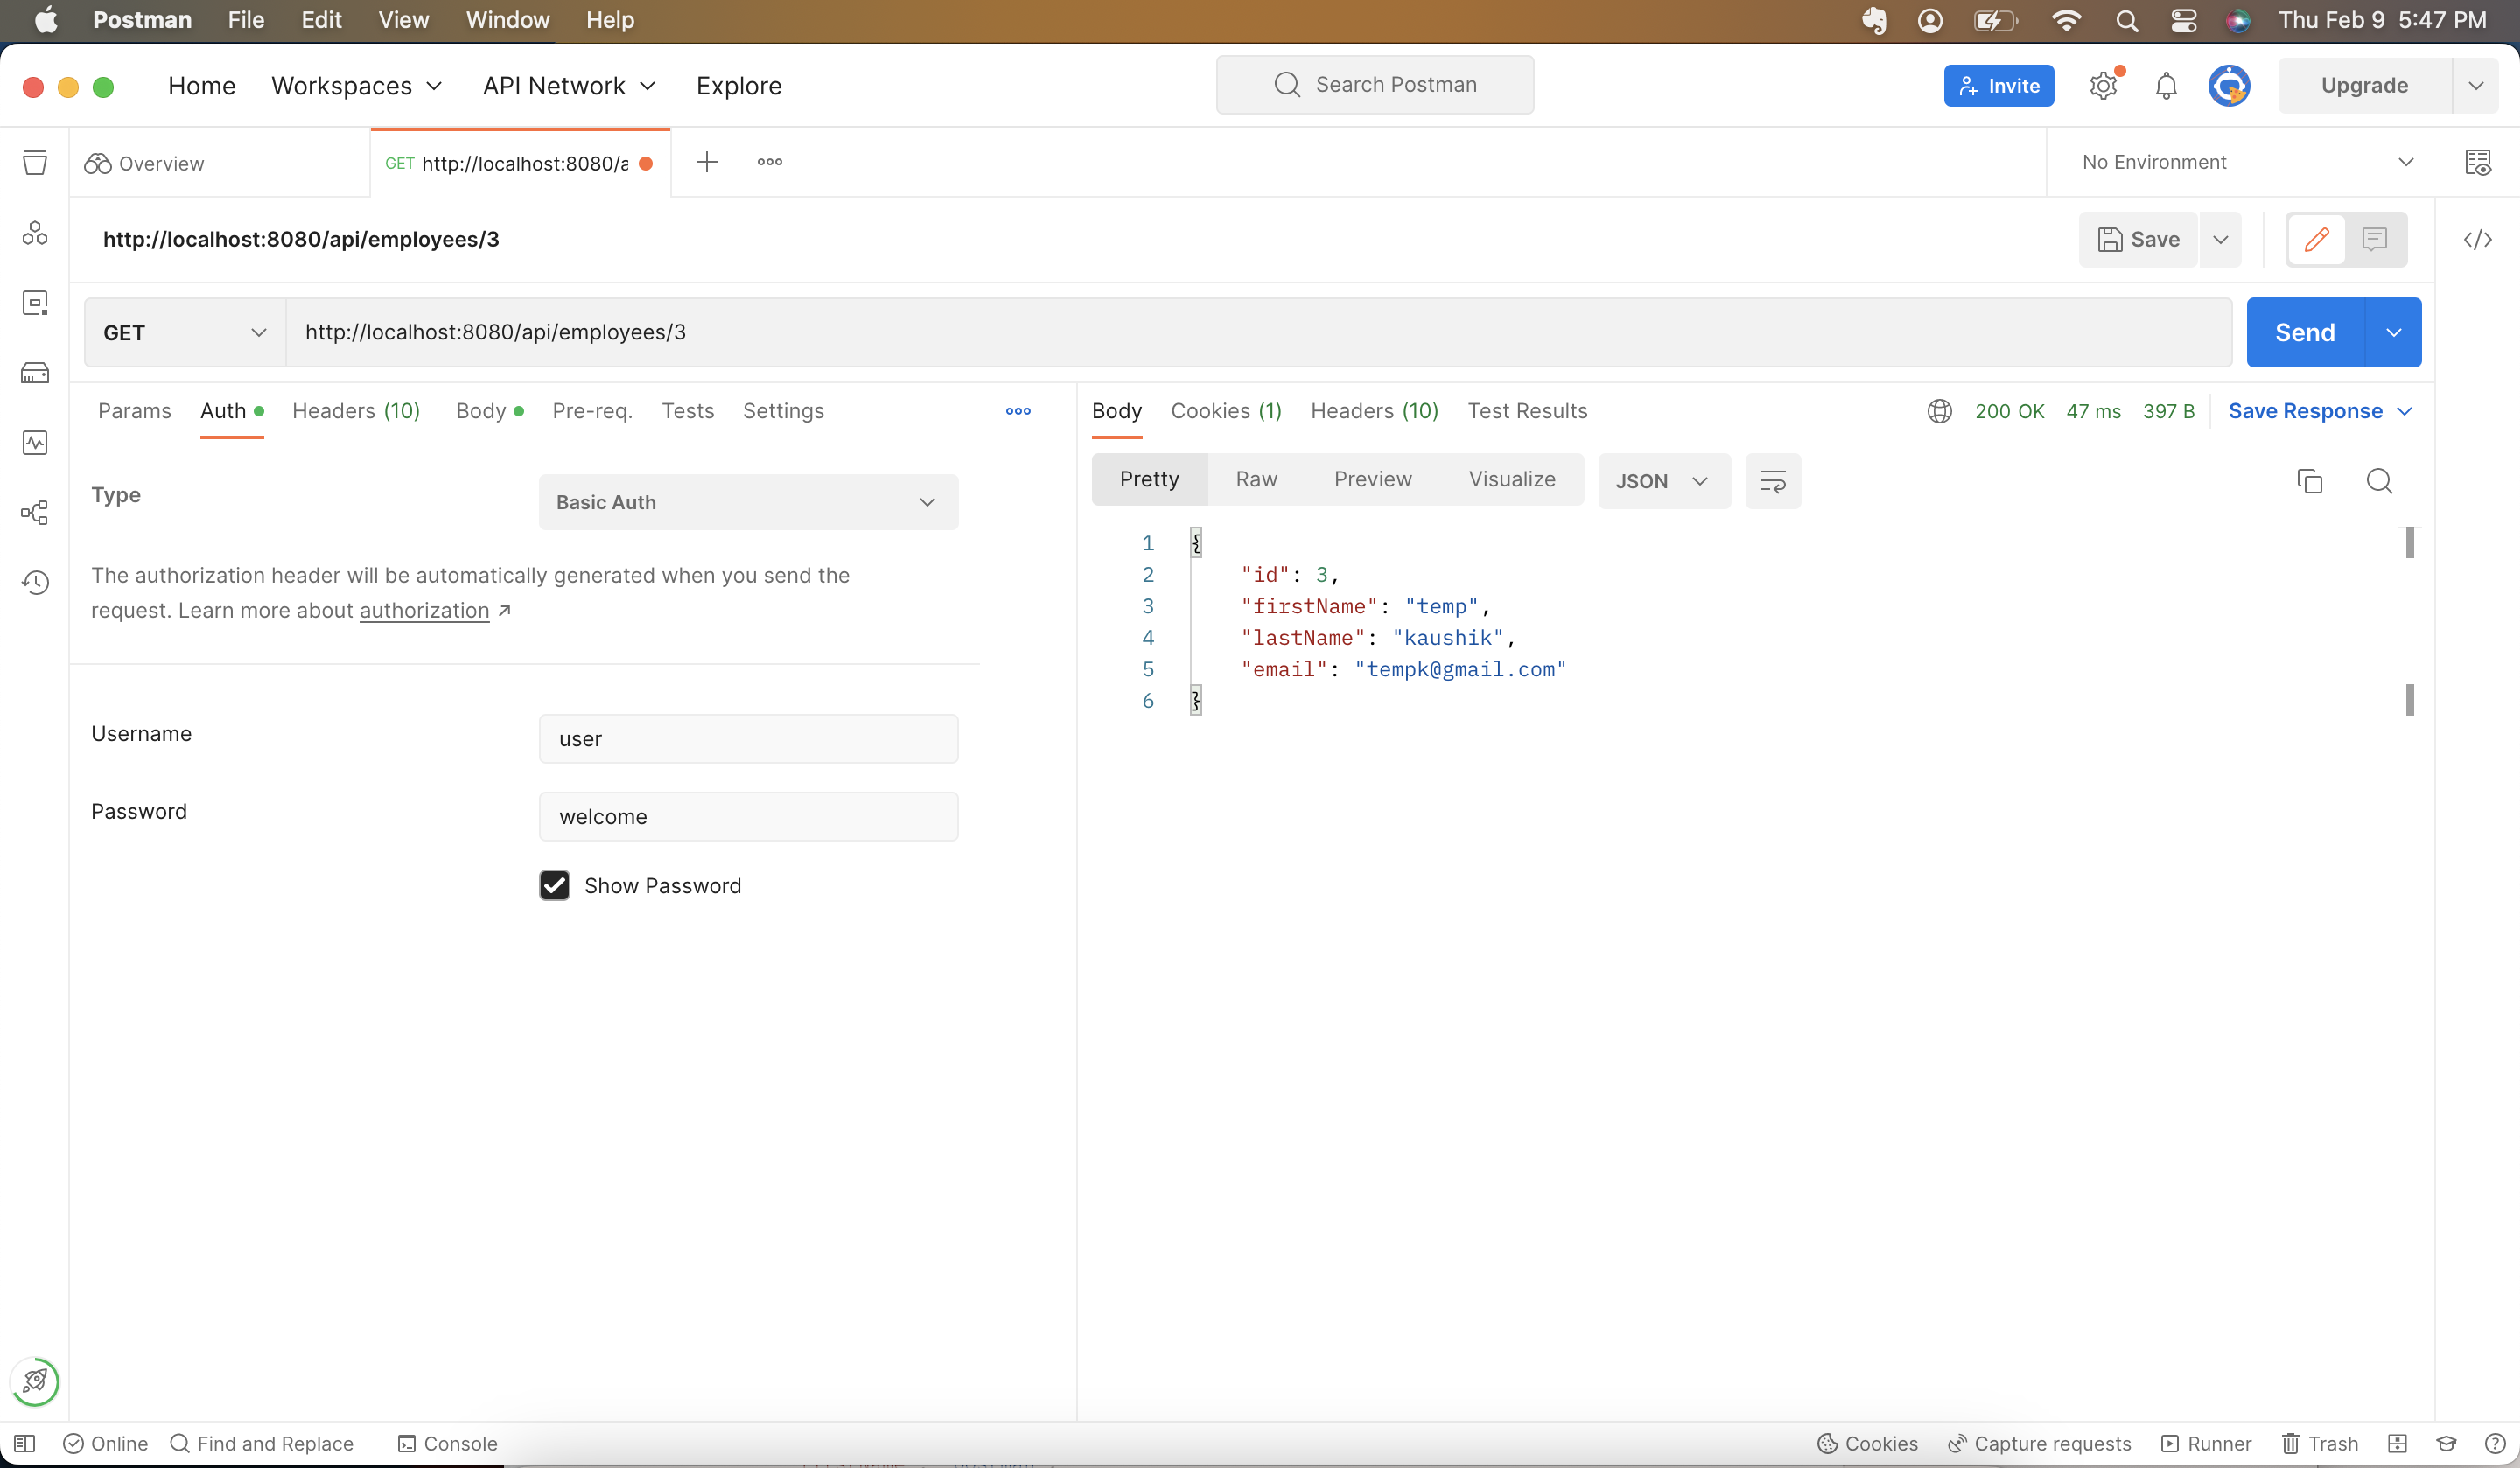 Postman File Edit View Window Help Thu Feb 9 5:47 PM
Home Workspaces API Network Explore Search Postman Invite Upgrade
Overview GET http://localhost:8080/a No Environment
http://localhost:8080/api/employees/3 Save
GET http://localhost:8080/api/employees/3 Send
Params Auth Headers (10) Body Pre-req. Tests Settings
Body Cookies (1) Headers (10) Test Results 200 OK 47 ms 397 B Save Response
Pretty Raw Preview Visualize JSON
Type Basic Auth
The authorization header will be automatically generated when you send the
request. Learn more about authorization
Username user
Password welcome
Show Password
1 {
2 "id": 3,
3 "firstName": "temp",
4 "lastName": "kaushik",
5 "email": "tempk@gmail.com"
6 }
Online Find and Replace Console Cookies Capture requests Runner Trash